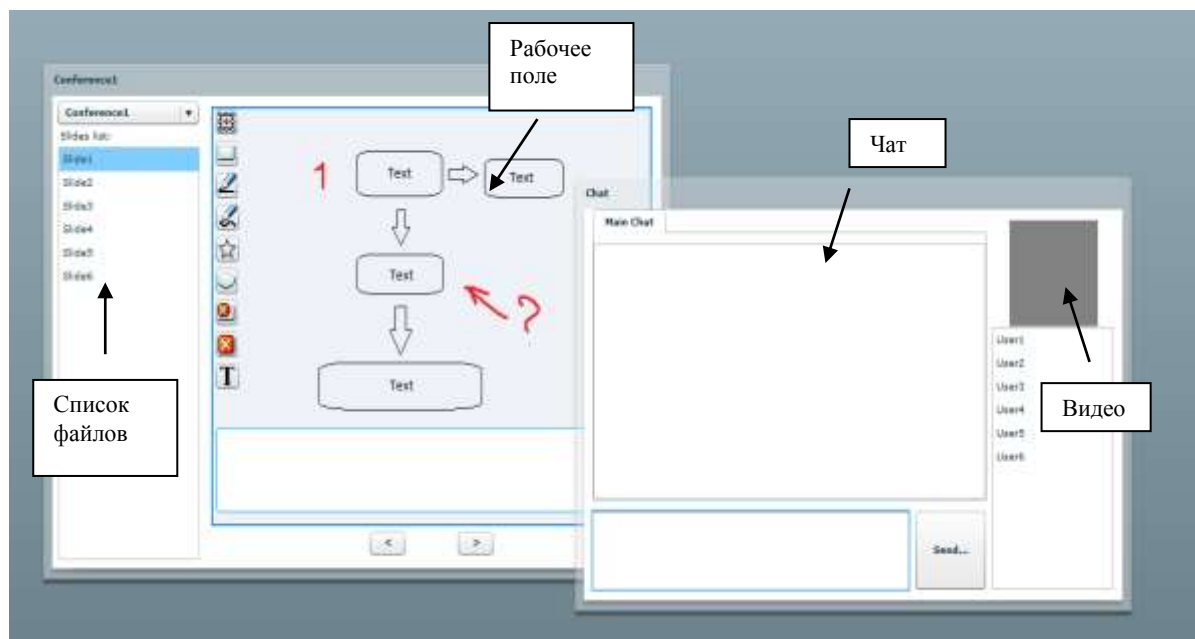 Рабочее
поле
Conference1
Conference1
Slides list:
Slide1
Slide2
Slide3
Slide4
Slide5
Slide6
Список
файлов
1
Text
Text
Text
?
Text
T
<
>
Чат
Chat
Main Chat
User1
User2
User3
User4
User5
User6
Видео
Send...